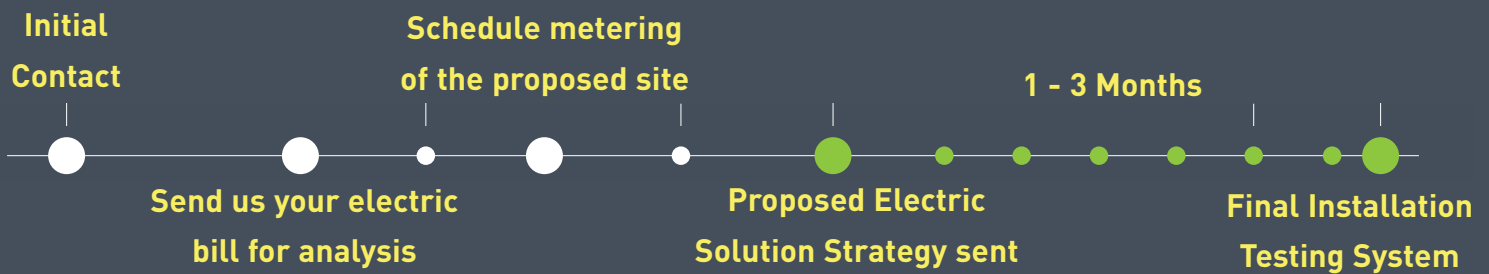 Initial
Contact
Send us your electric
bill for analysis
Schedule metering
of the proposed site
Proposed Electric
Solution Strategy sent
1 - 3 Months
Final Installation
Testing System